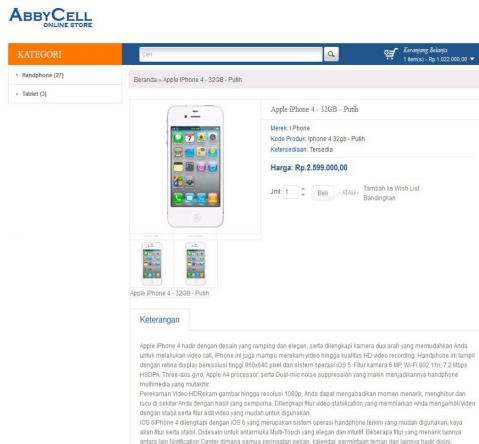 ABBYCELL
ONLINE STORE
KATEGORI
Cari
Keranjang Belanja
1 item(s) - Rp.1.022.000,00
Handphone (27)
Tablet (3)
Beranda » Apple iPhone 4 - 32GB - Putih
Apple iPhone 4 - 32GB - Putih
Merek: I Phone
Kode Produk: Iphone 4 32gb - Putih
Ketersediaan: Tersedia
Harga: Rp.2.599.000,00
Jml: 1 Beli - ATAU - Tambah ke Wish List
Bandingkan
Apple iPhone 4 - 32GB - Putih
Keterangan
Apple iPhone 4 hadir dengan desain yang ramping dan elegan, serta dilengkapi kamera dua arah yang memudahkan Anda
untuk melakukan video call, iPhone ini juga mampu merekam video hingga kualitas HD video recording. Handphone ini tampil
dengan retina display beresolusi tinggi 960x640 pixel dan sistem operasi iOS 5. Fitur kamera 5 MP, Wi-Fi 802.11n, 7.2 Mbps
HSDPA, Three-axis gyro, Apple A4 processor, serta Dual-mic noise suppression yang makin menjadikannya handphone
multimedia yang mutakhir.
Perekaman Video HDRekam gambar hingga resolusi 1080p, Anda dapat mengabadikan momen menarik, menghibur dan
lucu di sekitar Anda dengan hasil yang sempurna. Dilengkapi fitur video stabilization yang membiarkan Anda mengambil video
dengan stabil serta fitur edit video yang mudah untuk digunakan.
iOS 5iPhone 4 dilengkapi dengan iOS 5 yang merupakan sistem operasi handphone terkini yang mudah digunakan, kaya
akan fitur serta stabil. Didesain untuk antarmuka Multi-Touch yang elegan dan intuitif. Beberapa fitur yang menarik lainnya
antara lain Notification Center dimana semua peringatan pesan, kalendar, permintaan teman dan lainnya hadir disini